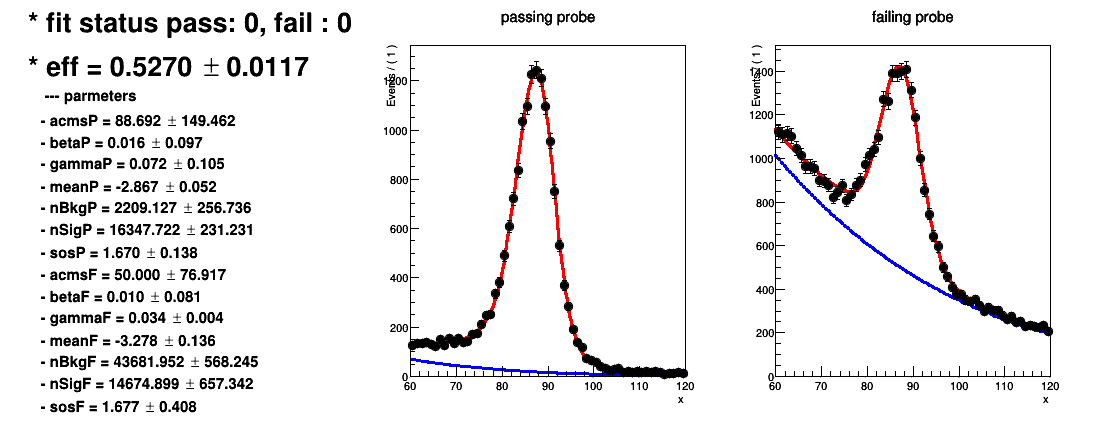 * fit status pass: 0, fail : 0
* eff = 0.5270 ± 0.0117
--- parmeters
- acmsP = 88.692 ± 149.462
- betaP = 0.016 ± 0.097
- gammaP = 0.072 ± 0.105
- meanP = -2.867 ± 0.052
- nBkgP = 2209.127 ± 256.736
- nSigP = 16347.722 ± 231.231
- sosP = 1.670 ± 0.138
- acmsF = 50.000 ± 76.917
- betaF = 0.010 ± 0.081
- gammaF = 0.034 ± 0.004
- meanF = -3.278 ± 0.136
- nBkgF = 43681.952 ± 568.245
- nSigF = 14674.899 ± 657.342
- sosF = 1.677 ± 0.408
passing probe
Events / ( 1 )
1200
1000
800
600
400
200
0
60 70 80 90 100 110 120
x
failing probe
Events / ( 1 )
1400
1200
1000
800
600
400
200
0
60 70 80 90 100 110 120
x